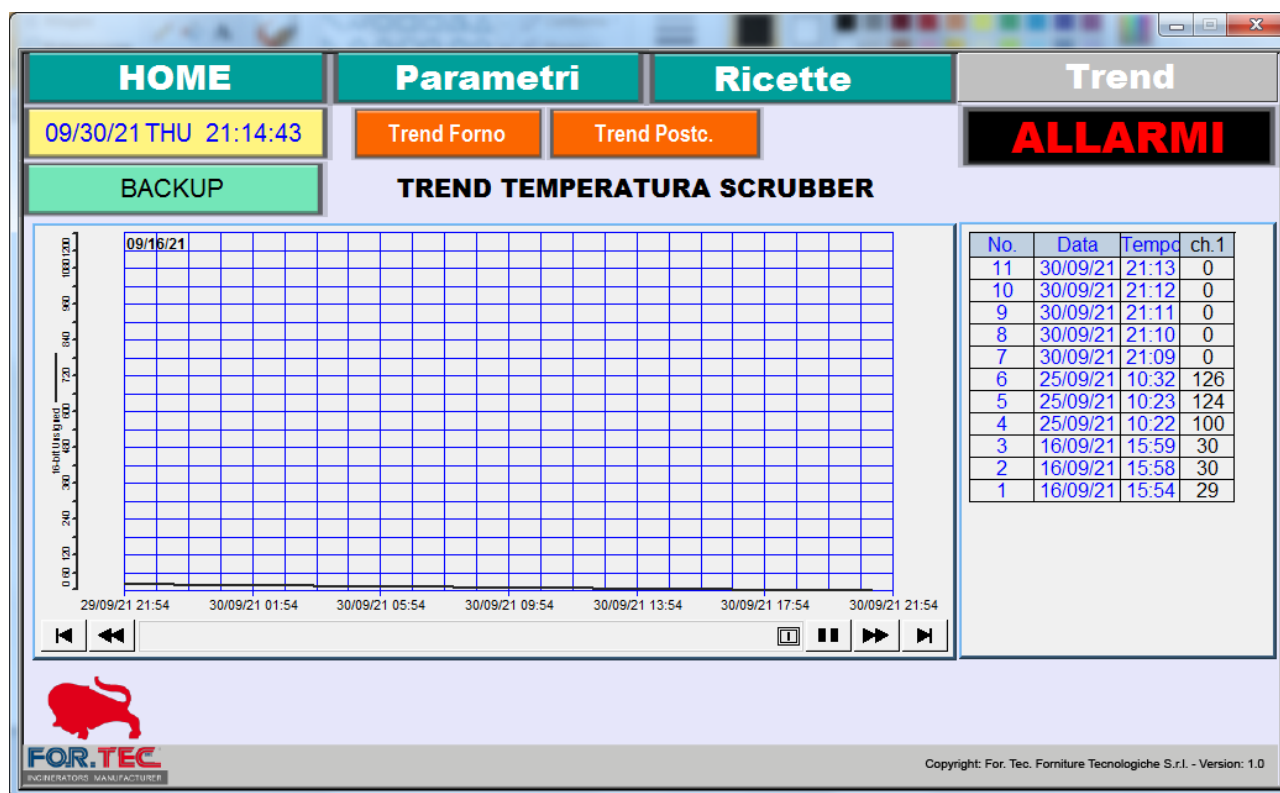 HOME Parametri Ricette Trend
09/30/21 THU 21:14:43 Trend Forno Trend Postc. ALLARMI
BACKUP TREND TEMPERATURA SCRUBBER
09/16/21
1200
1080
960
840
720
600
480
360
240
120
60
0
16-bit Unsigned
29/09/21 21:54 30/09/21 01:54 30/09/21 05:54 30/09/21 09:54 30/09/21 13:54 30/09/21 17:54 30/09/21 21:54
No. Data Tempo ch.1
11 30/09/21 21:13 0
10 30/09/21 21:12 0
9 30/09/21 21:11 0
8 30/09/21 21:10 0
7 30/09/21 21:09 0
6 25/09/21 10:32 126
5 25/09/21 10:23 124
4 25/09/21 10:22 100
3 16/09/21 15:59 30
2 16/09/21 15:58 30
1 16/09/21 15:54 29
FOR.TEC.
INCINERATORS MANUFACTURER
Copyright: For. Tec. Forniture Tecnologiche S.r.l. - Version: 1.0